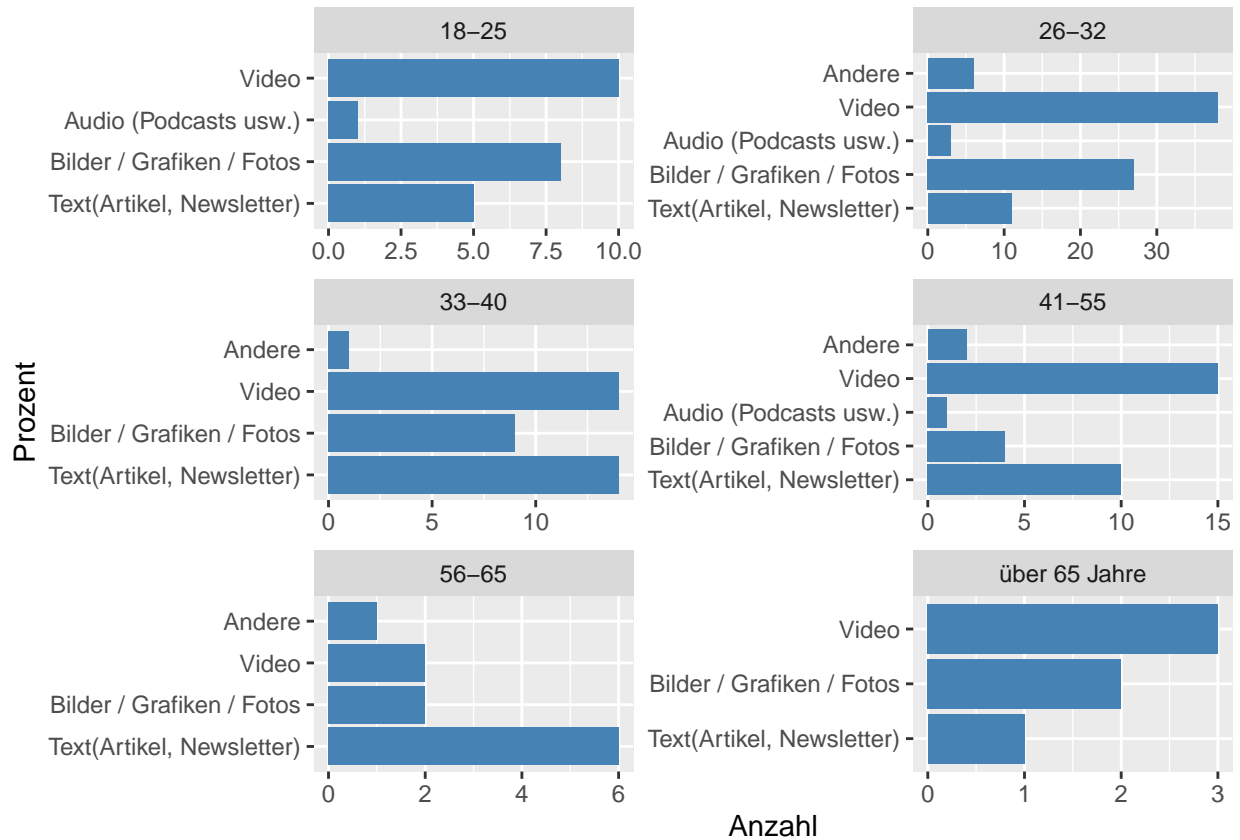 18−25
Video
Audio (Podcasts usw.)
Bilder / Grafiken / Fotos
Text(Artikel, Newsletter)
0.0 2.5 5.0 7.5 10.0
26−32
Andere
Video
Audio (Podcasts usw.)
Bilder / Grafiken / Fotos
Text(Artikel, Newsletter)
0 10 20 30
33−40
Andere
Video
Bilder / Grafiken / Fotos
Text(Artikel, Newsletter)
0 5 10
41−55
Andere
Video
Audio (Podcasts usw.)
Bilder / Grafiken / Fotos
Text(Artikel, Newsletter)
0 5 10 15
56−65
Andere
Video
Bilder / Grafiken / Fotos
Text(Artikel, Newsletter)
0 2 4 6
über 65 Jahre
Video
Bilder / Grafiken / Fotos
Text(Artikel, Newsletter)
0 1 2 3
Prozent
Anzahl